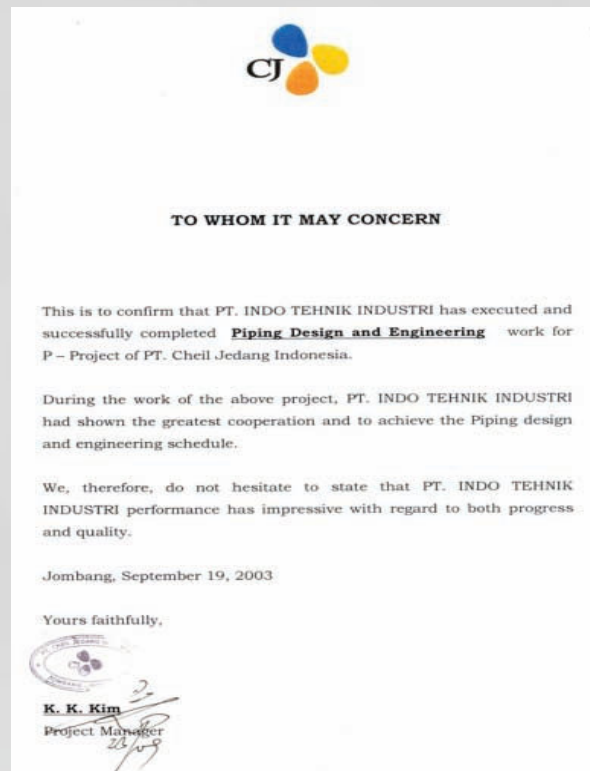 CJ
TO WHOM IT MAY CONCERN
This is to confirm that PT. INDO TEHNIK INDUSTRI has executed and
successfully completed Piping Design and Engineering work for
P – Project of PT. Cheil Jedang Indonesia.
During the work of the above project, PT. INDO TEHNIK INDUSTRI
had shown the greatest cooperation and to achieve the Piping design
and engineering schedule.
We, therefore, do not hesitate to state that PT. INDO TEHNIK
INDUSTRI performance has impressive with regard to both progress
and quality.
Jombang, September 19, 2003
Yours faithfully,
K. K. Kim
Project Manager